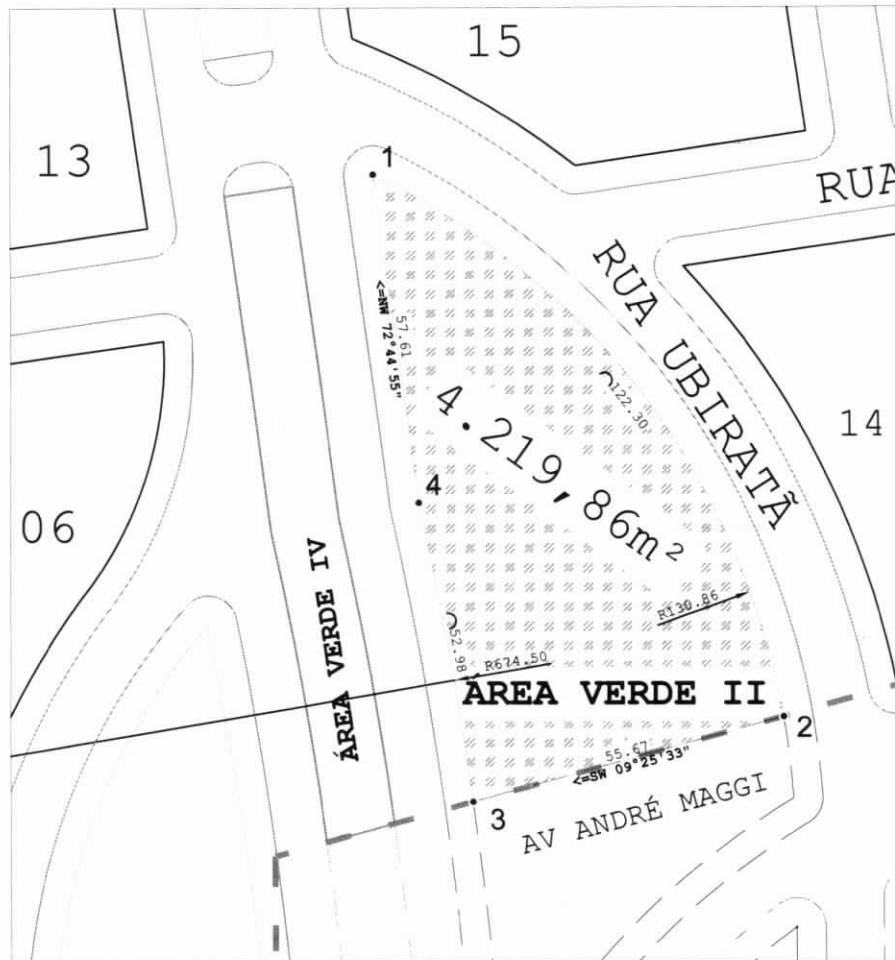 15
13
1
RUA
RUA UBIRATÃ
<=NW 72°44'55"
57.61
122.30
4.219,86m²
14
4
06
ÁREA VERDE IV
R130.86
52.98
R674.50
ÁREA VERDE II
2
55.67
<=SW 09°25'33"
3
AV ANDRÉ MAGGI